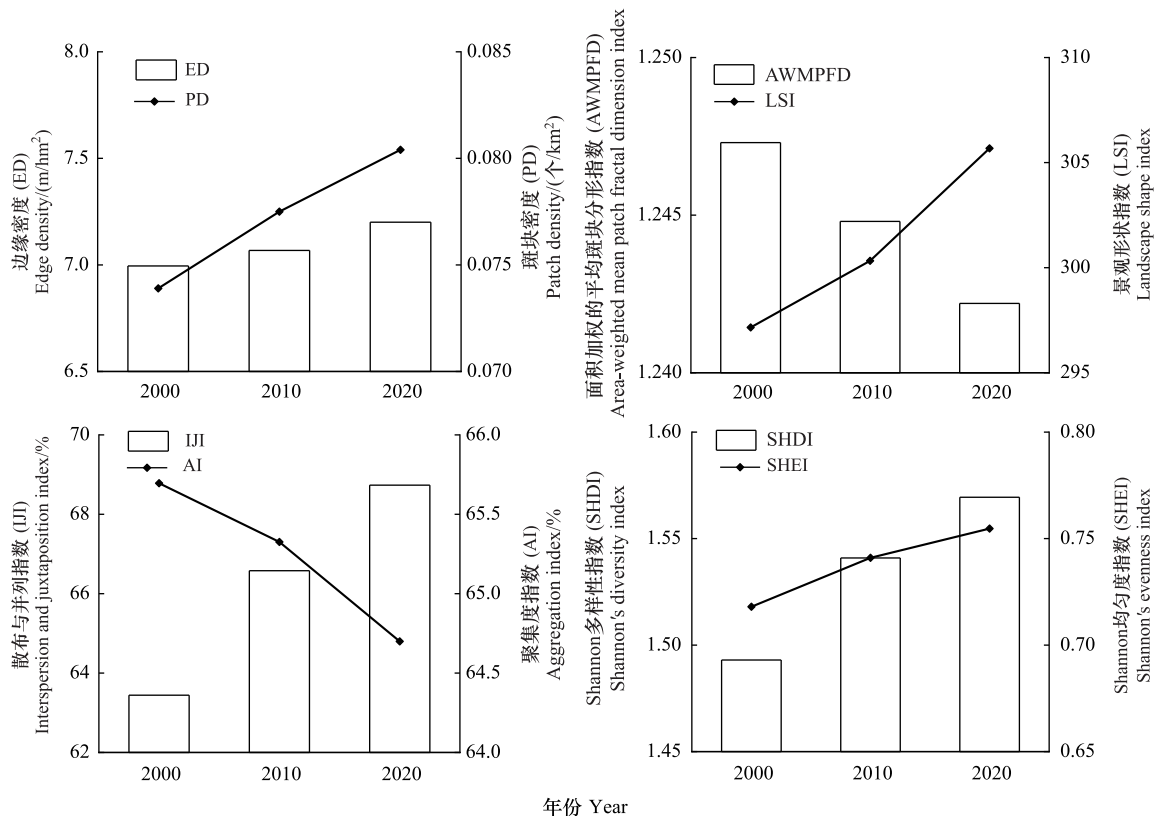 边缘密度 (ED)
Edge density/(m/hm²)
8.0
7.5
7.0
6.5
ED
PD
2000
2010
2020
0.085
0.080
0.075
0.070
斑块密度 (PD)
Patch density/(个/km²)
面积加权的平均斑块分形指数 (AWMPFD)
Area-weighted mean patch fractal dimension index
1.250
1.245
1.240
AWMPFD
LSI
2000
2010
2020
310
305
300
295
景观形状指数 (LSI)
Landscape shape index
散布与并列指数 (IJI)
Interspersion and juxtaposition index/%
70
68
66
64
62
IJI
AI
2000
2010
2020
66.0
65.5
65.0
64.5
64.0
聚集度指数 (AI)
Aggregation index/%
Shannon多样性指数 (SHDI)
Shannon's diversity index
1.60
1.55
1.50
1.45
SHDI
SHEI
2000
2010
2020
0.80
0.75
0.70
0.65
Shannon均匀度指数 (SHEI)
Shannon's evenness index
年份 Year